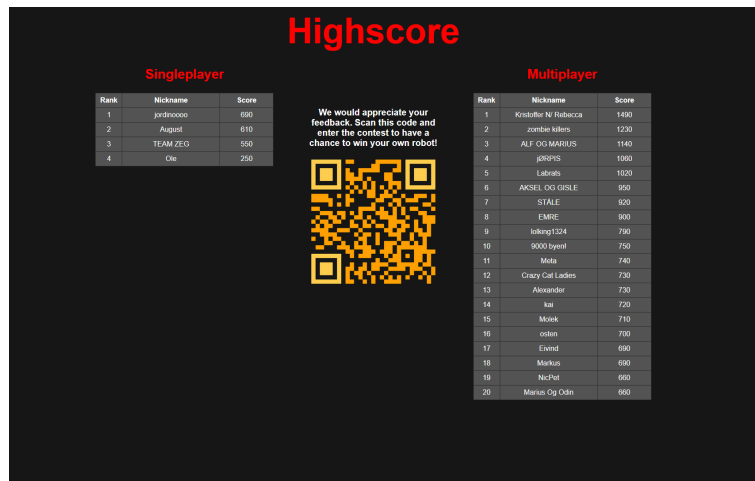 Highscore
Singleplayer
Rank Nickname Score
1 jordinoooo 690
2 August 610
3 TEAM ZEG 550
4 Ole 250
We would appreciate your
feedback. Scan this code and
enter the contest to have a
chance to win your own robot!
Multiplayer
Rank Nickname Score
1 Kristoffer N/ Rebecca 1490
2 zombie killers 1230
3 ALF OG MARIUS 1140
4 jØRPIS 1060
5 Labrats 1020
6 AKSEL OG GISLE 950
7 STÅLE 920
8 EMRE 900
9 lolking1324 790
10 9000 byen! 750
11 Meta 740
12 Crazy Cat Ladies 730
13 Alexander 730
14 kai 720
15 Molek 710
16 osten 700
17 Eivind 690
18 Markus 690
19 NicPet 660
20 Marius Og Odin 660